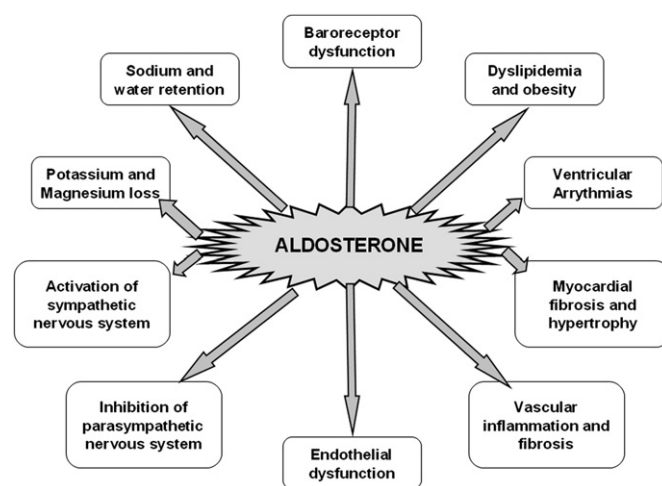 Baroreceptor
dysfunction
Sodium and
water retention
Dyslipidemia
and obesity
Potassium and
Magnesium loss
Ventricular
Arrythmias
ALDOSTERONE
Activation of
sympathetic
nervous system
Myocardial
fibrosis and
hypertrophy
Inhibition of
parasympathetic
nervous system
Vascular
inflammation and
fibrosis
Endothelial
dysfunction